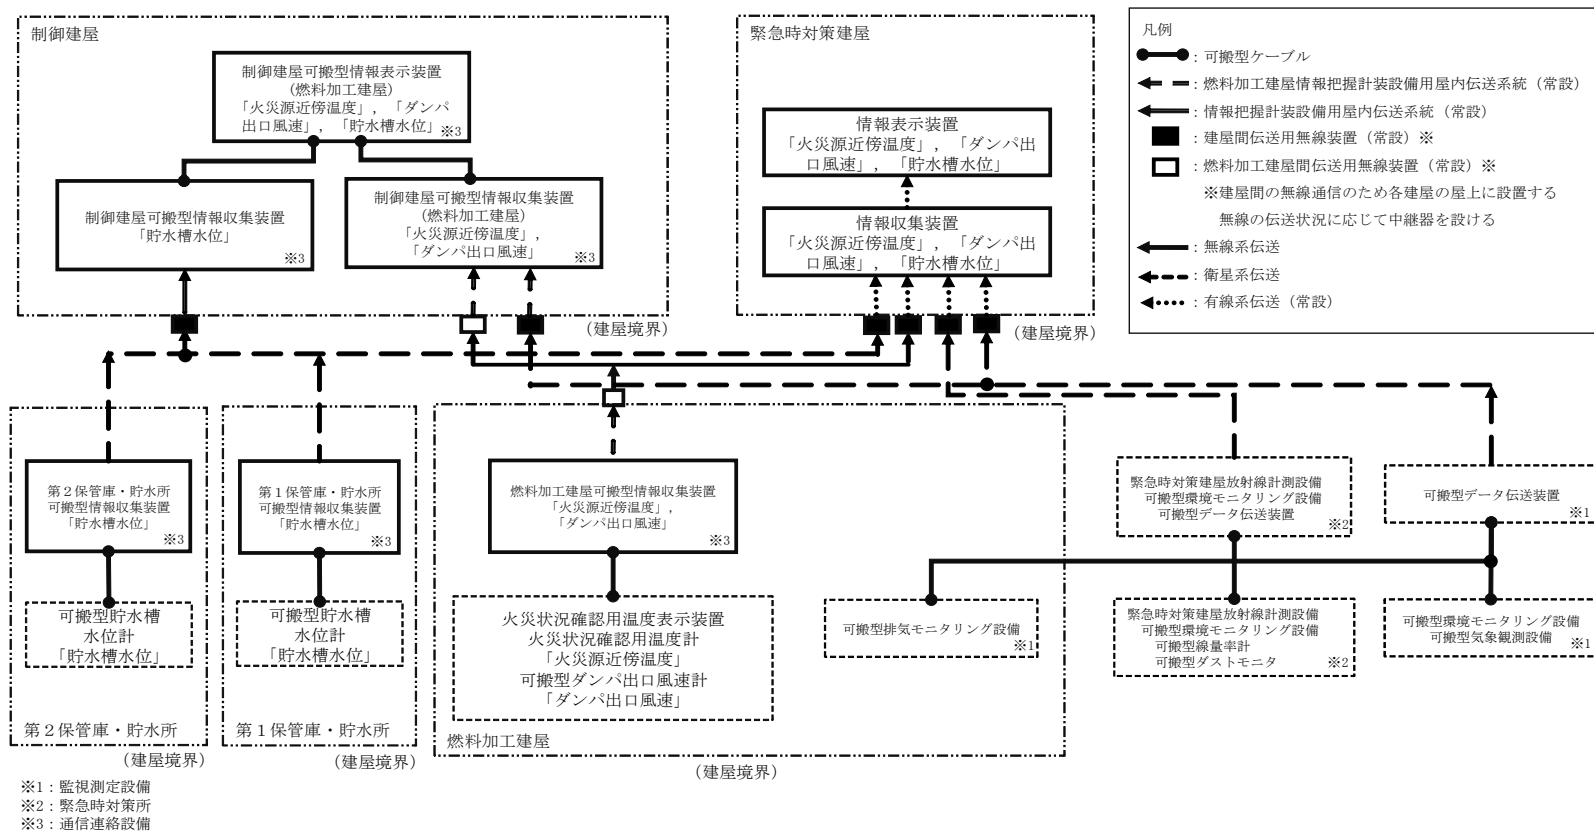 制御建屋
制御建屋可搬型情報表示装置
(燃料加工建屋)
「火災源近傍温度」,「ダンパ
出口風速」,「貯水槽水位」※3
制御建屋可搬型情報収集装置
「貯水槽水位」
※3
制御建屋可搬型情報収集装置
(燃料加工建屋)
「火災源近傍温度」,
「ダンパ出口風速」
※3
(建屋境界)
緊急時対策建屋
情報表示装置
「火災源近傍温度」,「ダンパ出
口風速」,「貯水槽水位」
情報収集装置
「火災源近傍温度」,「ダンパ出
口風速」,「貯水槽水位」
(建屋境界)
凡例
:可搬型ケーブル
:燃料加工建屋情報把握計装設備用屋内伝送系統(常設)
:情報把握計装設備用屋内伝送系統(常設)
:建屋間伝送用無線装置(常設)※
:燃料加工建屋間伝送用無線装置(常設)※
※建屋間の無線通信のため各建屋の屋上に設置する
無線の伝送状況に応じて中継器を設ける
:無線系伝送
:衛星系伝送
:有線系伝送(常設)
第2保管庫・貯水所
可搬型情報収集装置
「貯水槽水位」
※3
可搬型貯水槽
水位計
「貯水槽水位」
第2保管庫・貯水所
(建屋境界)
第1保管庫・貯水所
可搬型情報収集装置
「貯水槽水位」
※3
可搬型貯水槽
水位計
「貯水槽水位」
第1保管庫・貯水所
(建屋境界)
燃料加工建屋可搬型情報収集装置
「火災源近傍温度」,
「ダンパ出口風速」
※3
火災状況確認用温度表示装置
火災状況確認用温度計
「火災源近傍温度」
可搬型ダンパ出口風速計
「ダンパ出口風速」
可搬型排気モニタリング設備
※1
燃料加工建屋
(建屋境界)
緊急時対策建屋放射線計測設備
可搬型環境モニタリング設備
可搬型データ伝送装置
※2
可搬型データ伝送装置
※1
緊急時対策建屋放射線計測設備
可搬型環境モニタリング設備
可搬型線量率計
可搬型ダストモニタ
※2
可搬型環境モニタリング設備
可搬型気象観測設備
※1
※1:監視測定設備
※2:緊急時対策所
※3:通信連絡設備